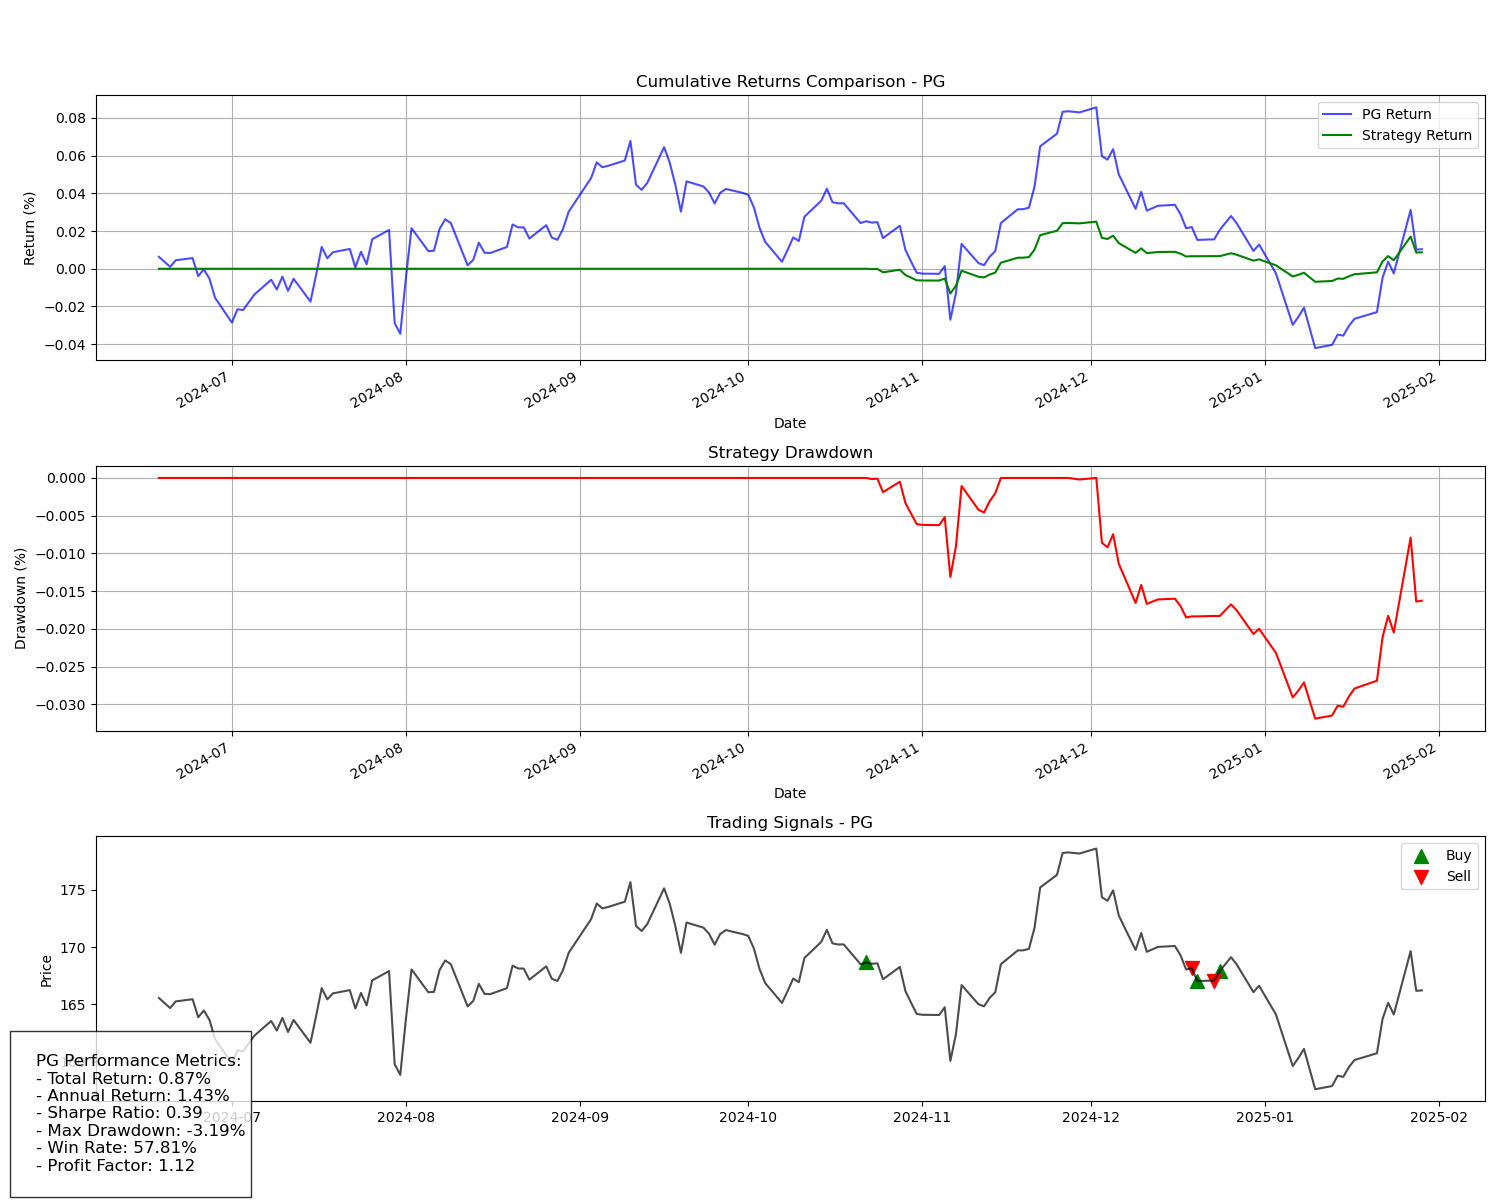 Cumulative Returns Comparison - PG
Return (%)
0.08
0.06
0.04
0.02
0.00
−0.02
−0.04
PG Return
Strategy Return
2024-07
2024-08
2024-09
2024-10
2024-11
2024-12
2025-01
2025-02
Date
Strategy Drawdown
Drawdown (%)
0.000
−0.005
−0.010
−0.015
−0.020
−0.025
−0.030
2024-07
2024-08
2024-09
2024-10
2024-11
2024-12
2025-01
2025-02
Date
Trading Signals - PG
Price
175
170
165
160
Buy
Sell
2024-07
2024-08
2024-09
2024-10
2024-11
2024-12
2025-01
2025-02
PG Performance Metrics:
- Total Return: 0.87%
- Annual Return: 1.43%
- Sharpe Ratio: 0.39
- Max Drawdown: -3.19%
- Win Rate: 57.81%
- Profit Factor: 1.12